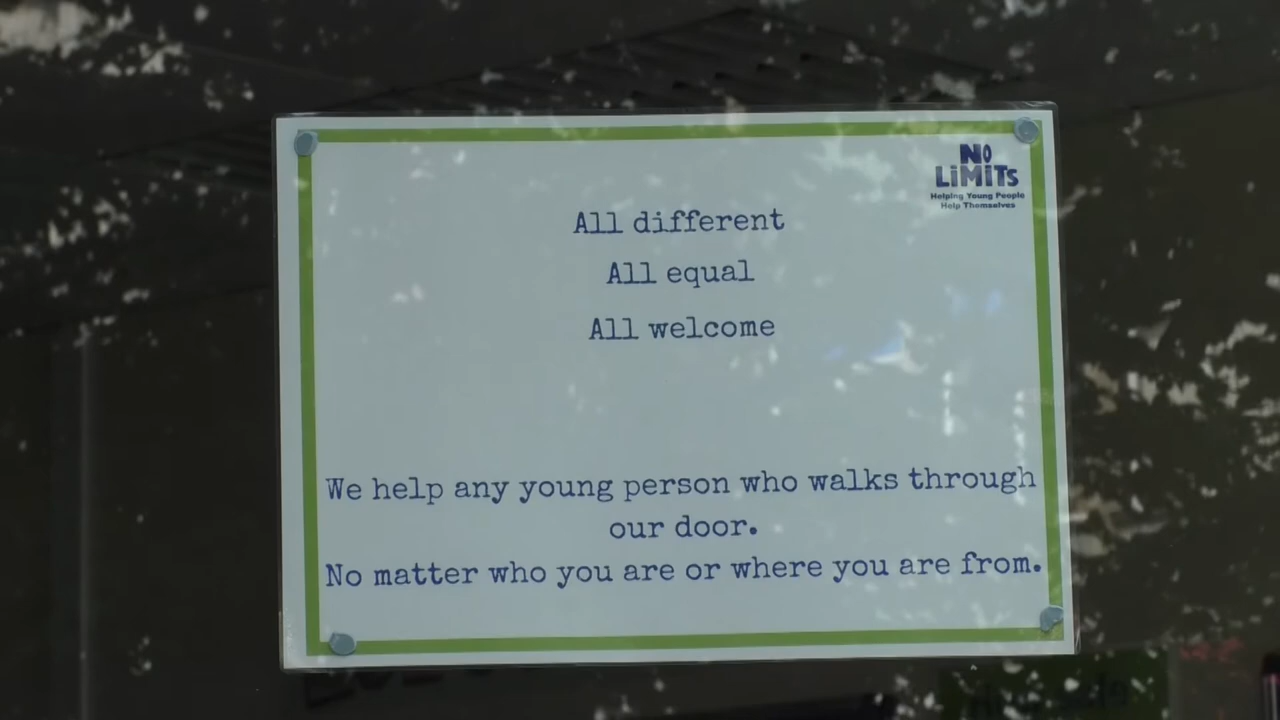 NO
LiMiTs
Helping Young People
Help Themselves
All different
All equal
All welcome
We help any young person who walks through
our door.
No matter who you are or where you are from.